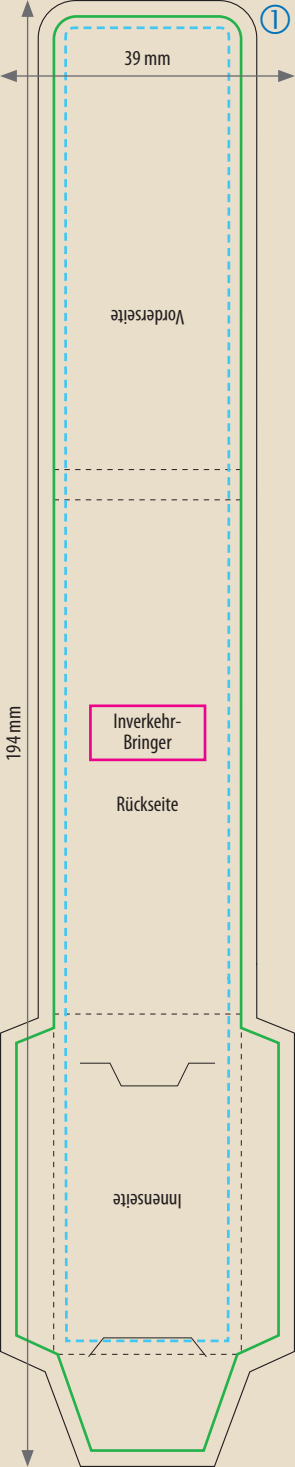 ①
39 mm
Vorderseite
194 mm
Inverkehr-
Bringer
Rückseite
Innenseite